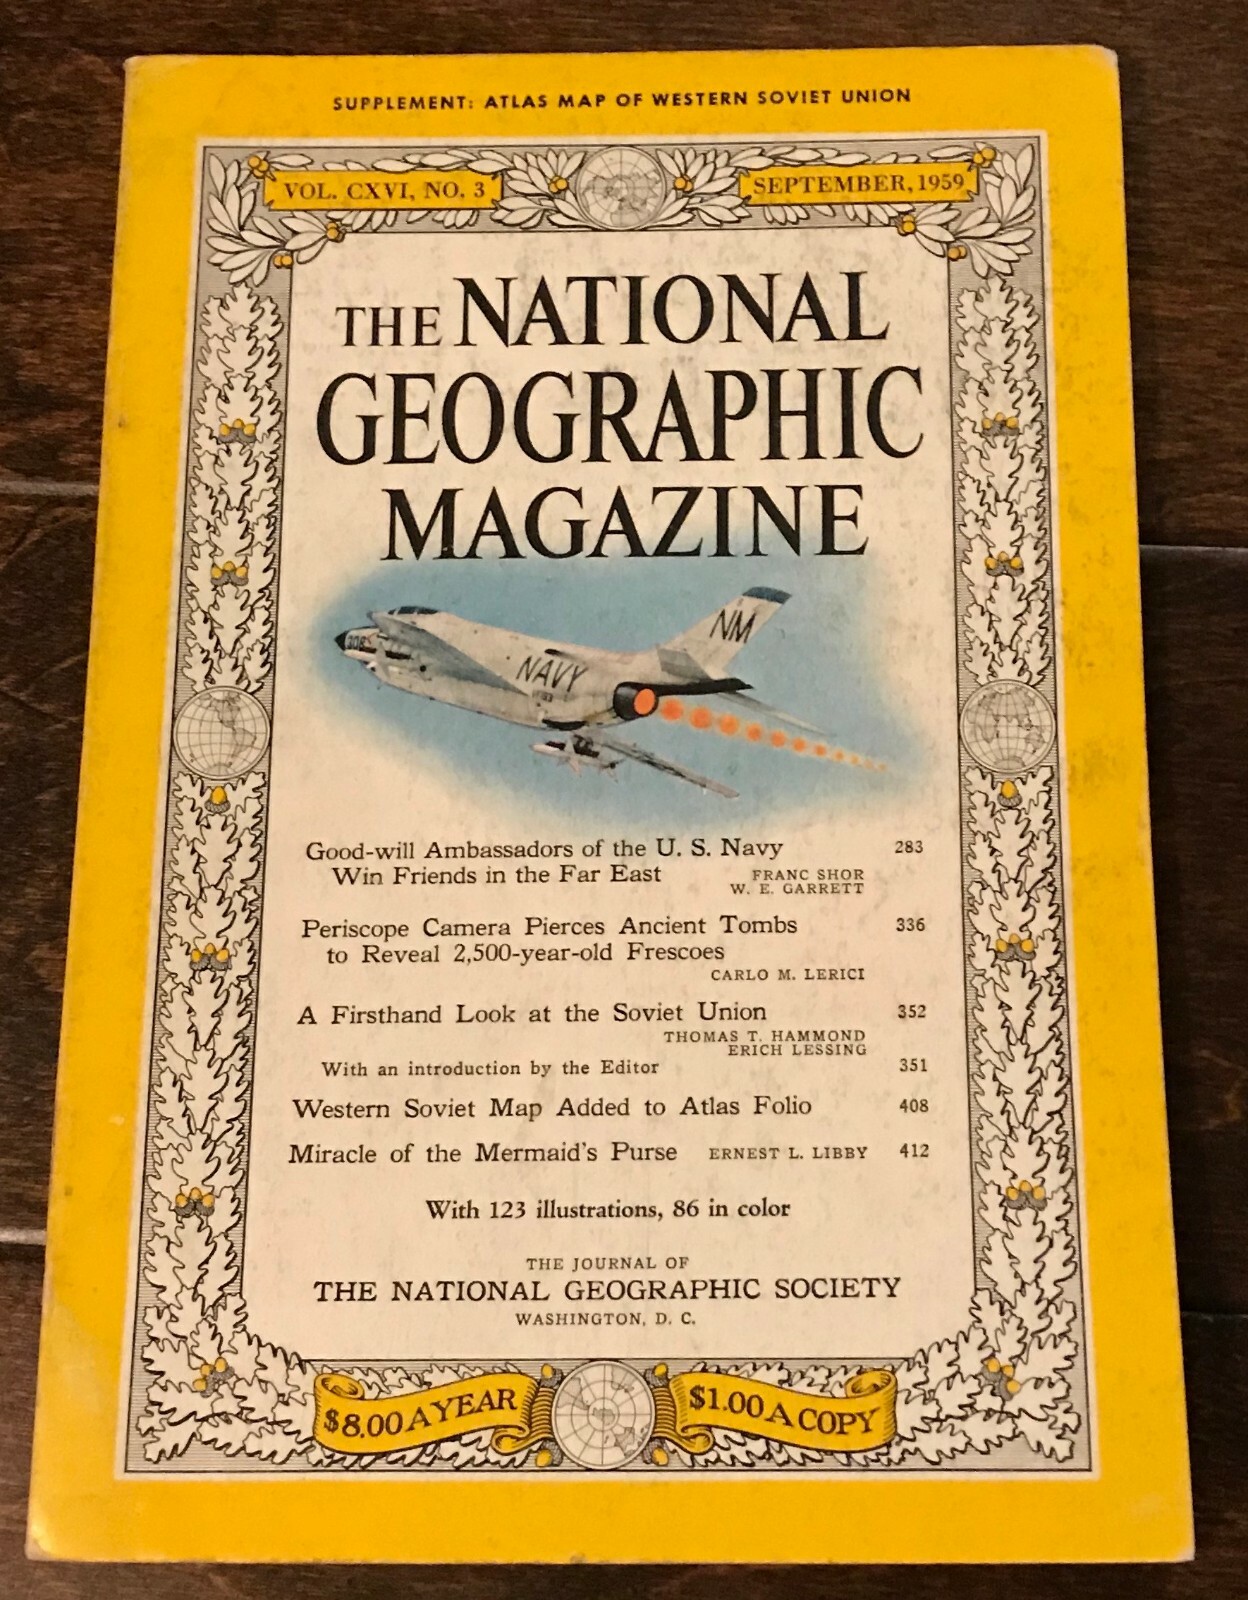 SUPPLEMENT: ATLAS MAP OF WESTERN SOVIET UNION
VOL. CXVI, NO. 3
SEPTEMBER, 1959
THE NATIONAL
GEOGRAPHIC
MAGAZINE
NM
208
NAVY
Good-will Ambassadors of the U. S. Navy 283
Win Friends in the Far East FRANC SHOR
W. E. GARRETT
Periscope Camera Pierces Ancient Tombs 336
to Reveal 2,500-year-old Frescoes
CARLO M. LERICI
A Firsthand Look at the Soviet Union 352
THOMAS T. HAMMOND
ERICH LESSING
With an introduction by the Editor 351
Western Soviet Map Added to Atlas Folio 408
Miracle of the Mermaid's Purse ERNEST L. LIBBY 412
With 123 illustrations, 86 in color
THE JOURNAL OF
THE NATIONAL GEOGRAPHIC SOCIETY
WASHINGTON, D. C.
$8.00 A YEAR
$1.00 A COPY